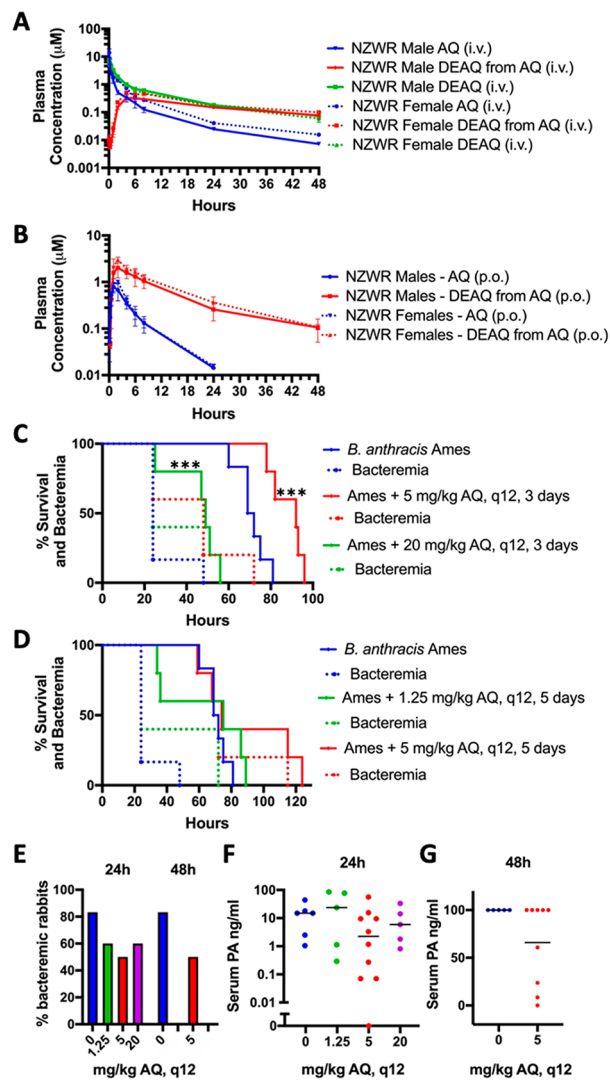 A
Plasma
Concentration (μM)
100
10
1
0.1
0.01
0.001
0 6 12 18 24 30 36 42 48
Hours
NZWR Male AQ (i.v.)
NZWR Male DEAQ from AQ (i.v.)
NZWR Male DEAQ (i.v.)
NZWR Female AQ (i.v.)
NZWR Female DEAQ from AQ (i.v.)
NZWR Female DEAQ (i.v.)
B
Plasma
Concentration (μM)
10
1
0.1
0.01
0 6 12 18 24 30 36 42 48
Hours
NZWR Males - AQ (p.o.)
NZWR Males - DEAQ from AQ (p.o.)
NZWR Females - AQ (p.o.)
NZWR Females - DEAQ from AQ (p.o.)
C
% Survival
and Bacteremia
100
50
0
0 20 40 60 80 100
Hours
***
***
B. anthracis Ames
Bacteremia
Ames + 5 mg/kg AQ, q12, 3 days
Bacteremia
Ames + 20 mg/kg AQ, q12, 3 days
Bacteremia
D
% Survival
and Bacteremia
100
50
0
0 20 40 60 80 100 120
Hours
B. anthracis Ames
Bacteremia
Ames + 1.25 mg/kg AQ, q12, 5 days
Bacteremia
Ames + 5 mg/kg AQ, q12, 5 days
Bacteremia
E
24h 48h
% bacteremic rabbits
100
80
60
40
20
0
0 1.25 5 20 0 5
mg/kg AQ, q12
F
24h
Serum PA ng/ml
100
10
1
0.1
0.01
0
0 1.25 5 20
mg/kg AQ, q12
G
48h
Serum PA ng/ml
100
50
0
0 5
mg/kg AQ, q12